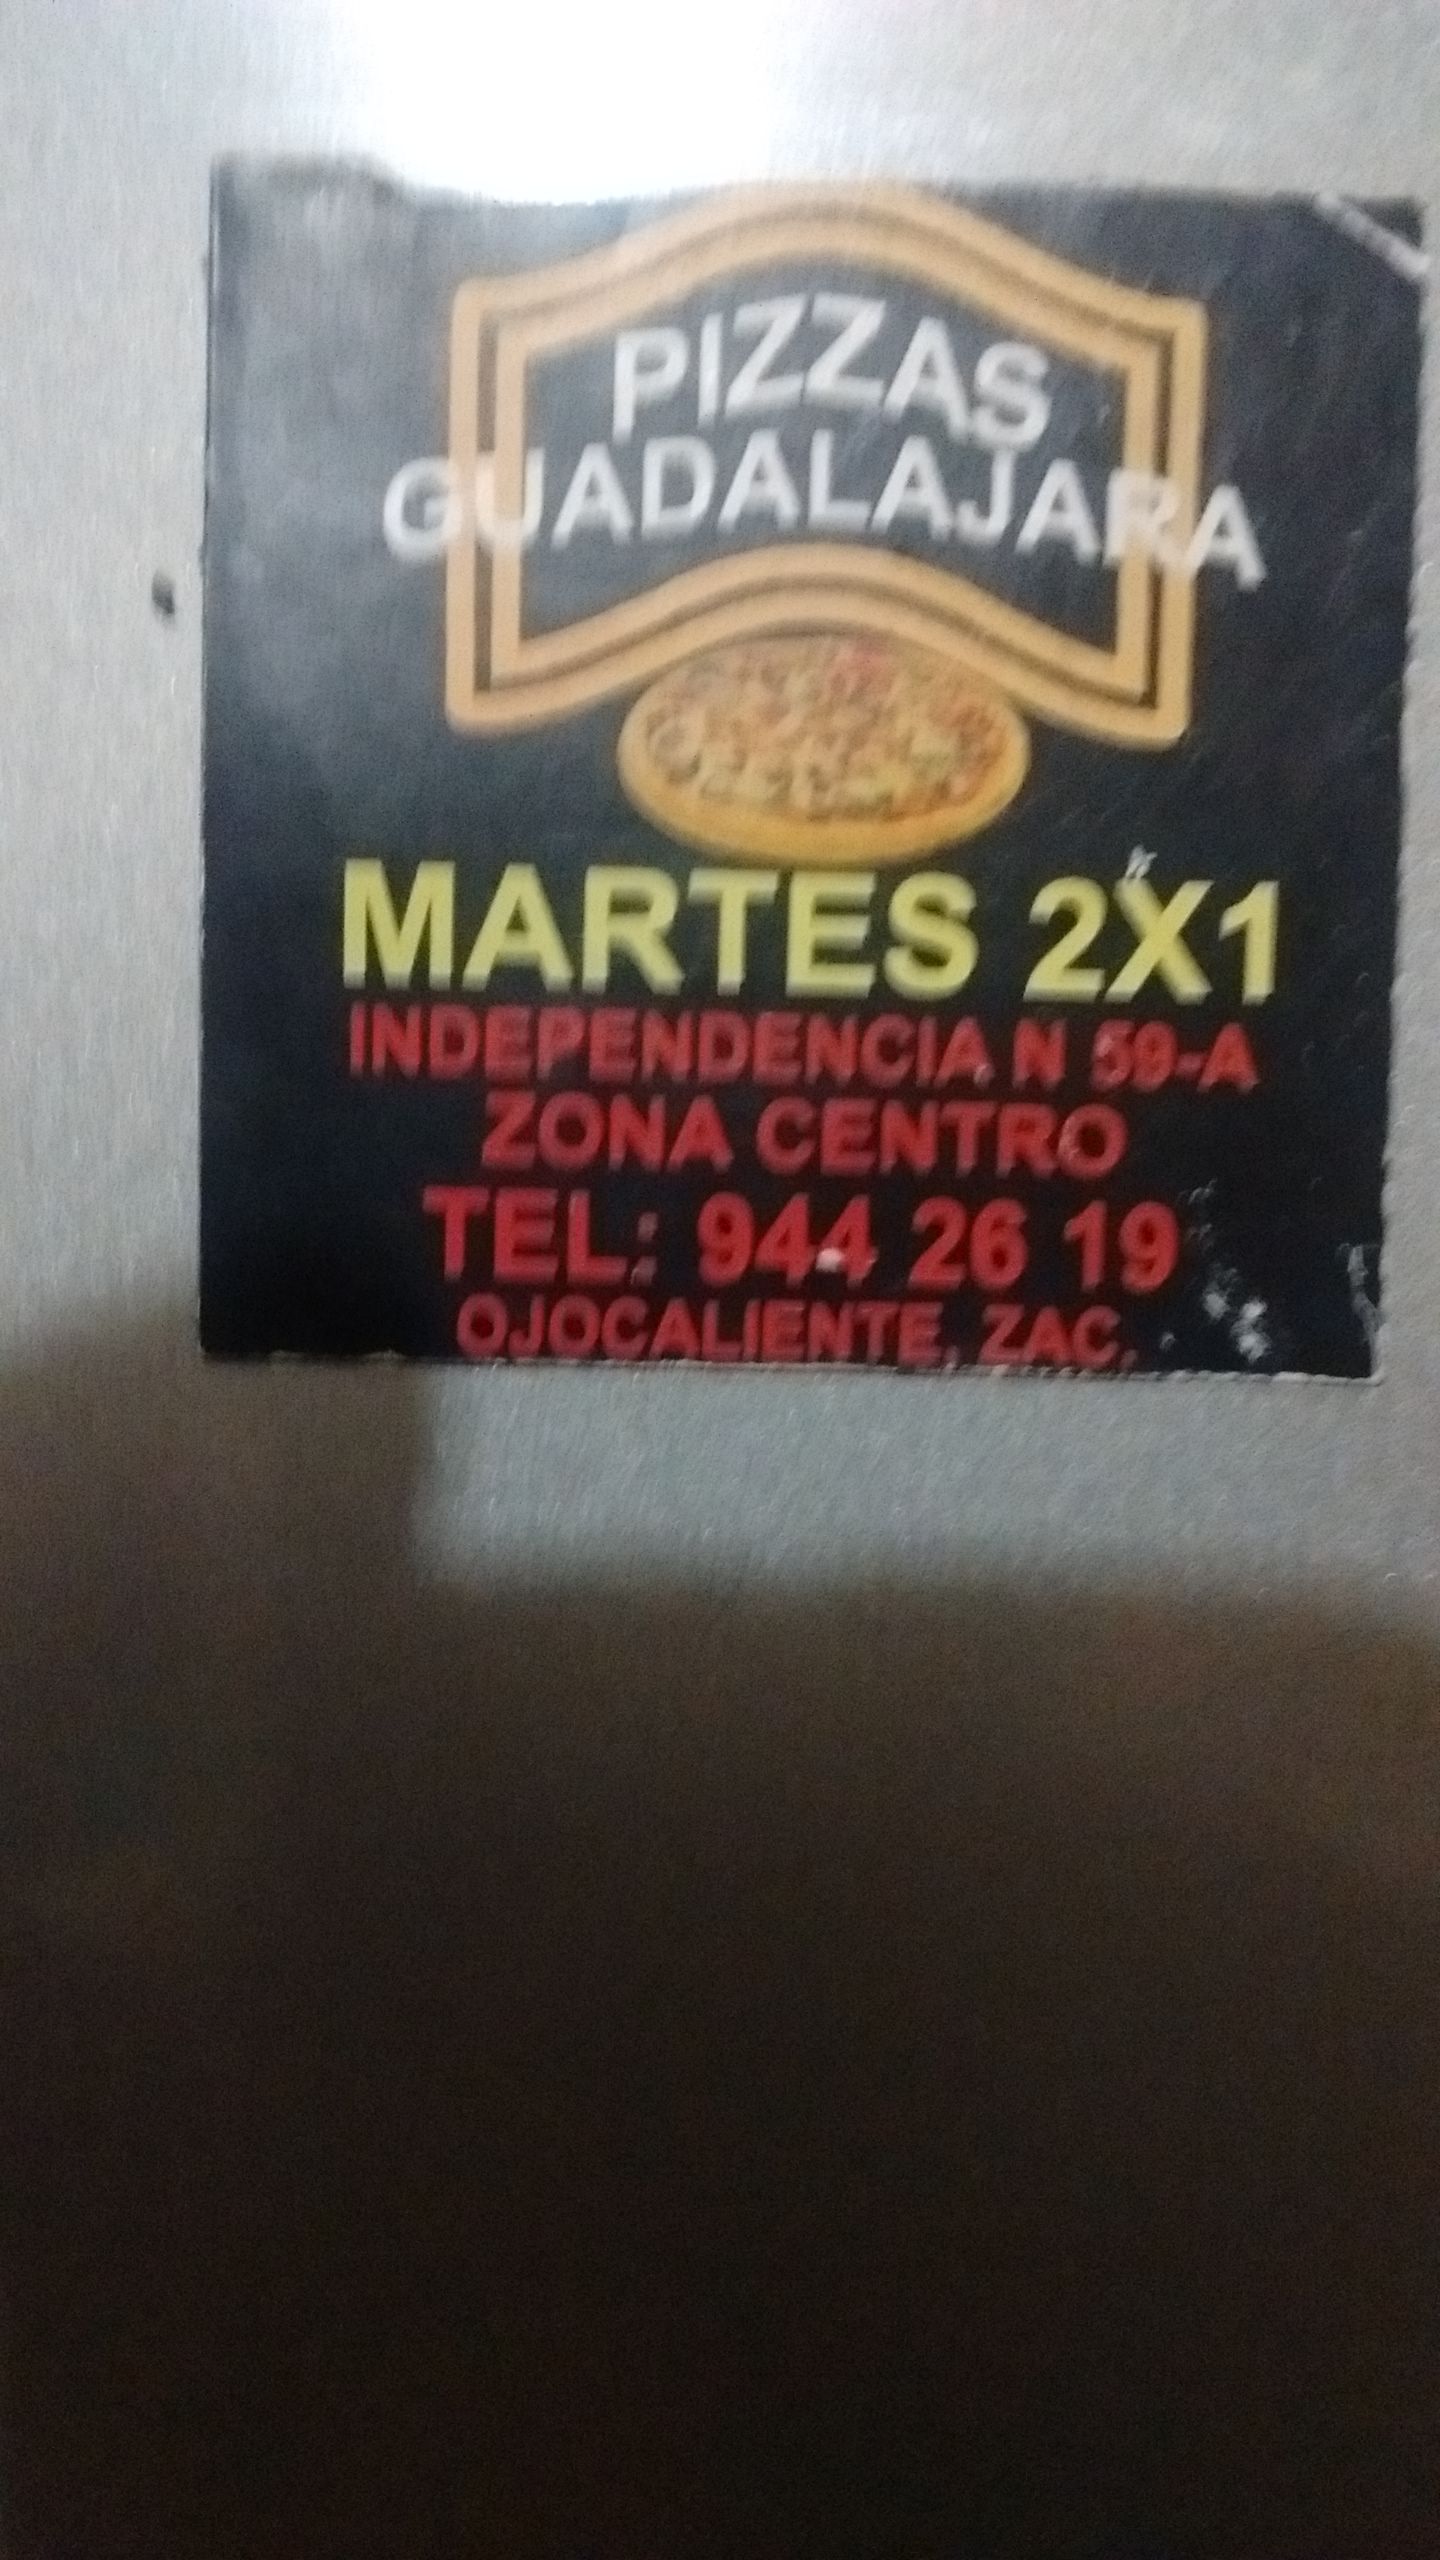 PIZZAS
GUADALAJARA
MARTES 2X1
INDEPENDENCIA N 59-A
ZONA CENTRO
TEL: 944 26 19
OJOCALIENTE, ZAC.